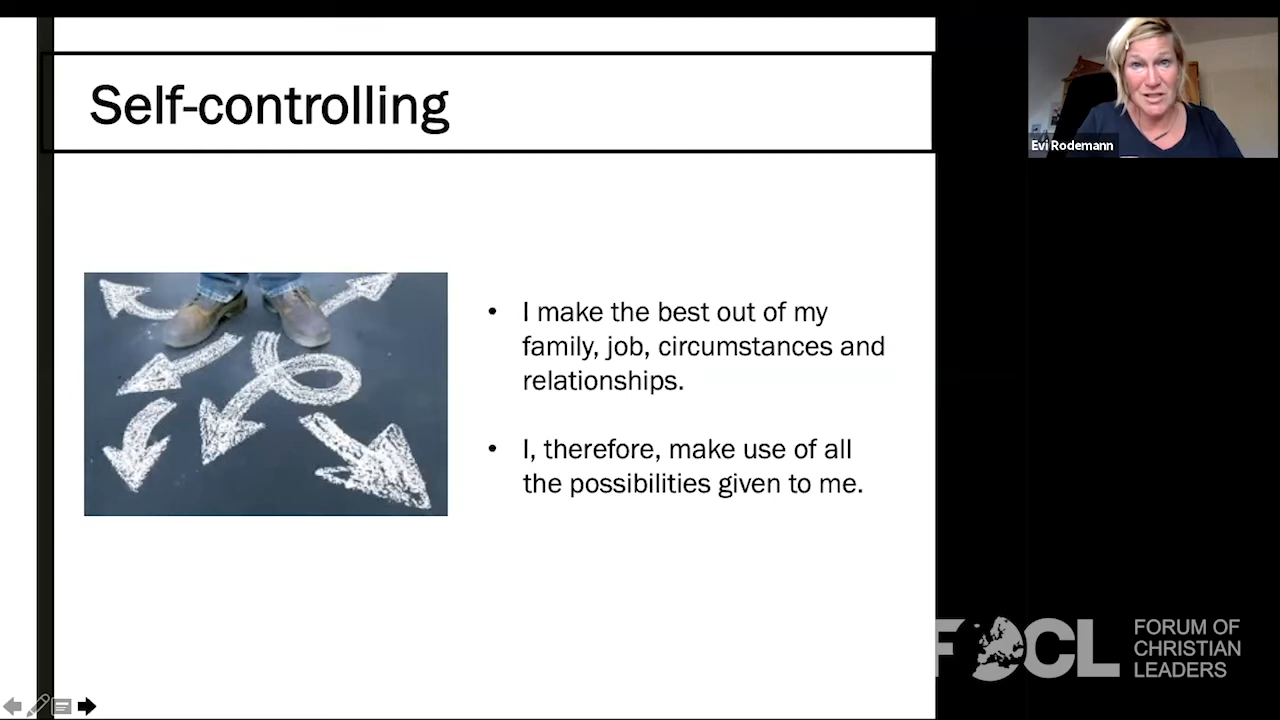 Self-controlling
Evi Rodemann
• I make the best out of my
family, job, circumstances and
relationships.
• I, therefore, make use of all
the possibilities given to me.
FOCL
FORUM OF
CHRISTIAN
LEADERS